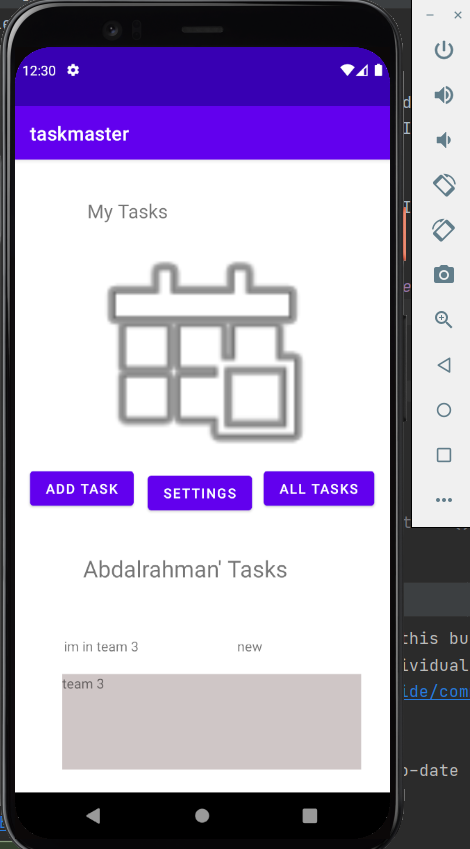 12:30
taskmaster
My Tasks
ADD TASK
SETTINGS
ALL TASKS
Abdalrahman' Tasks
im in team 3
new
team 3
this bu
ividual
ide/com
o-date